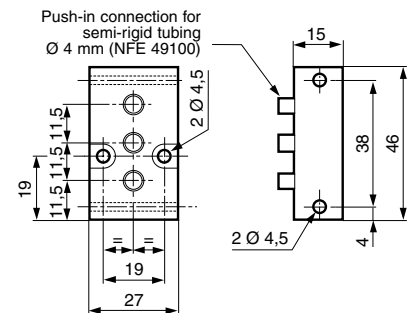 Push-in connection for
semi-rigid tubing
Ø 4 mm (NFE 49100)
2 Ø 4,5
11,5
11,5
11,5
19
= =
19
27
15
38
46
4
2 Ø 4,5